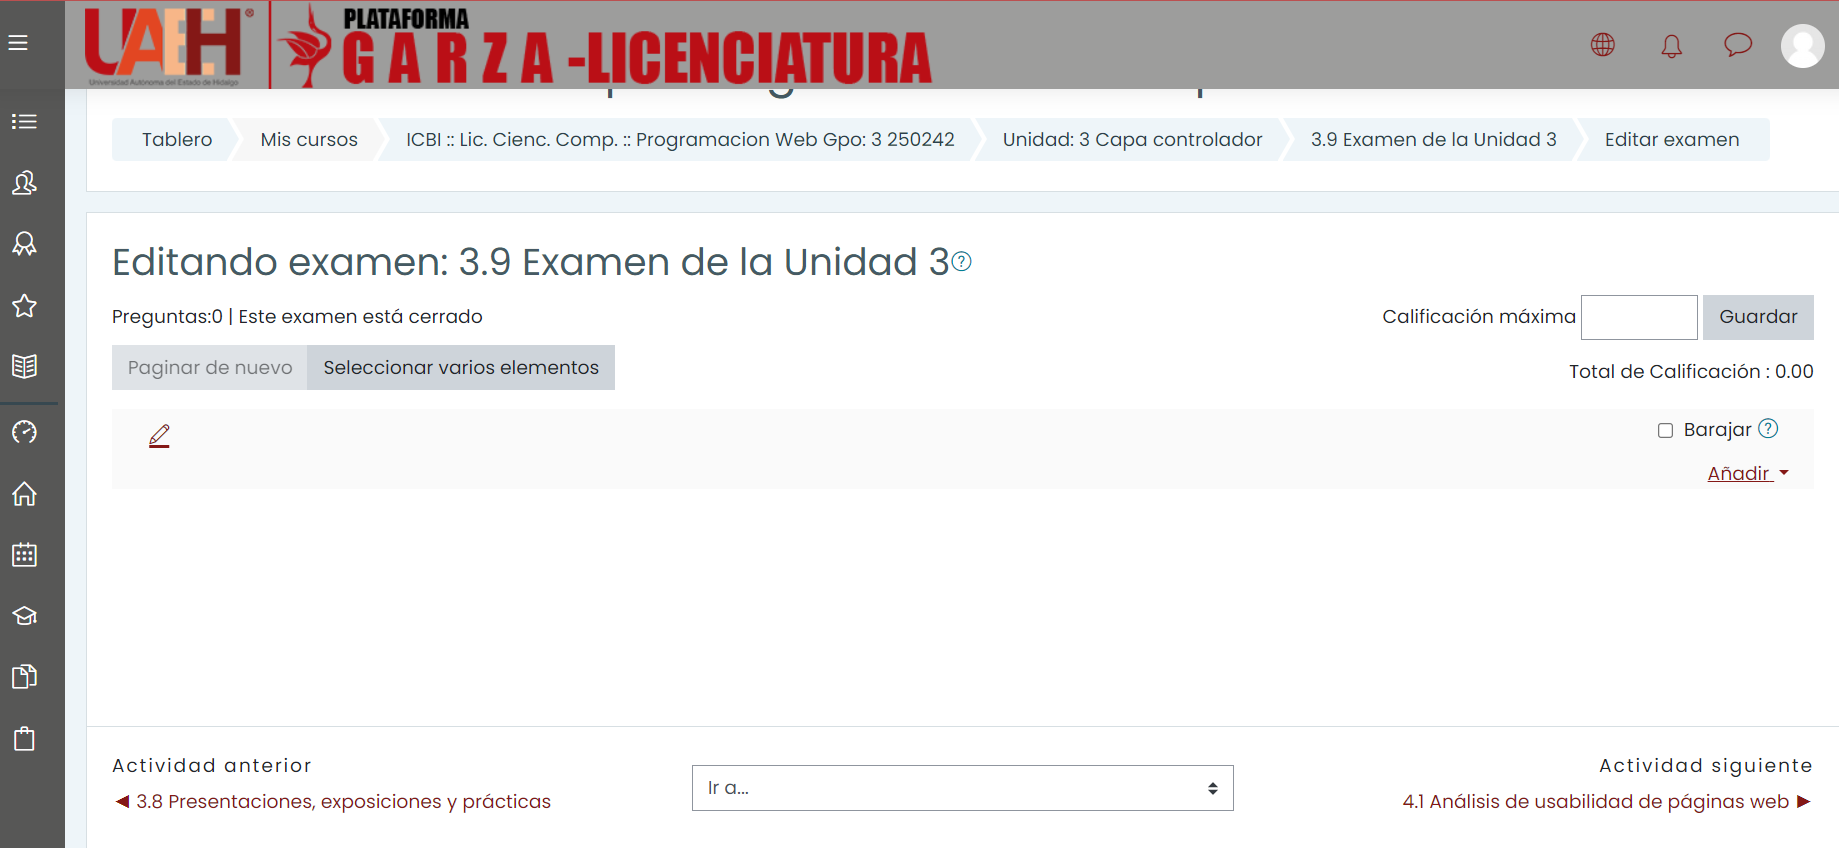 UAEH®
Universidad Autónoma del Estado de Hidalgo
PLATAFORMA
GARZA -LICENCIATURA
Tablero
Mis cursos
ICBI :: Lic. Cienc. Comp. :: Programacion Web Gpo: 3 250242
Unidad: 3 Capa controlador
3.9 Examen de la Unidad 3
Editar examen
Editando examen: 3.9 Examen de la Unidad 3
Preguntas:0 | Este examen está cerrado
Calificación máxima
Guardar
Paginar de nuevo
Seleccionar varios elementos
Total de Calificación : 0.00
Barajar
Añadir
Actividad anterior
◄ 3.8 Presentaciones, exposiciones y prácticas
Ir a...
Actividad siguiente
4.1 Análisis de usabilidad de páginas web ►